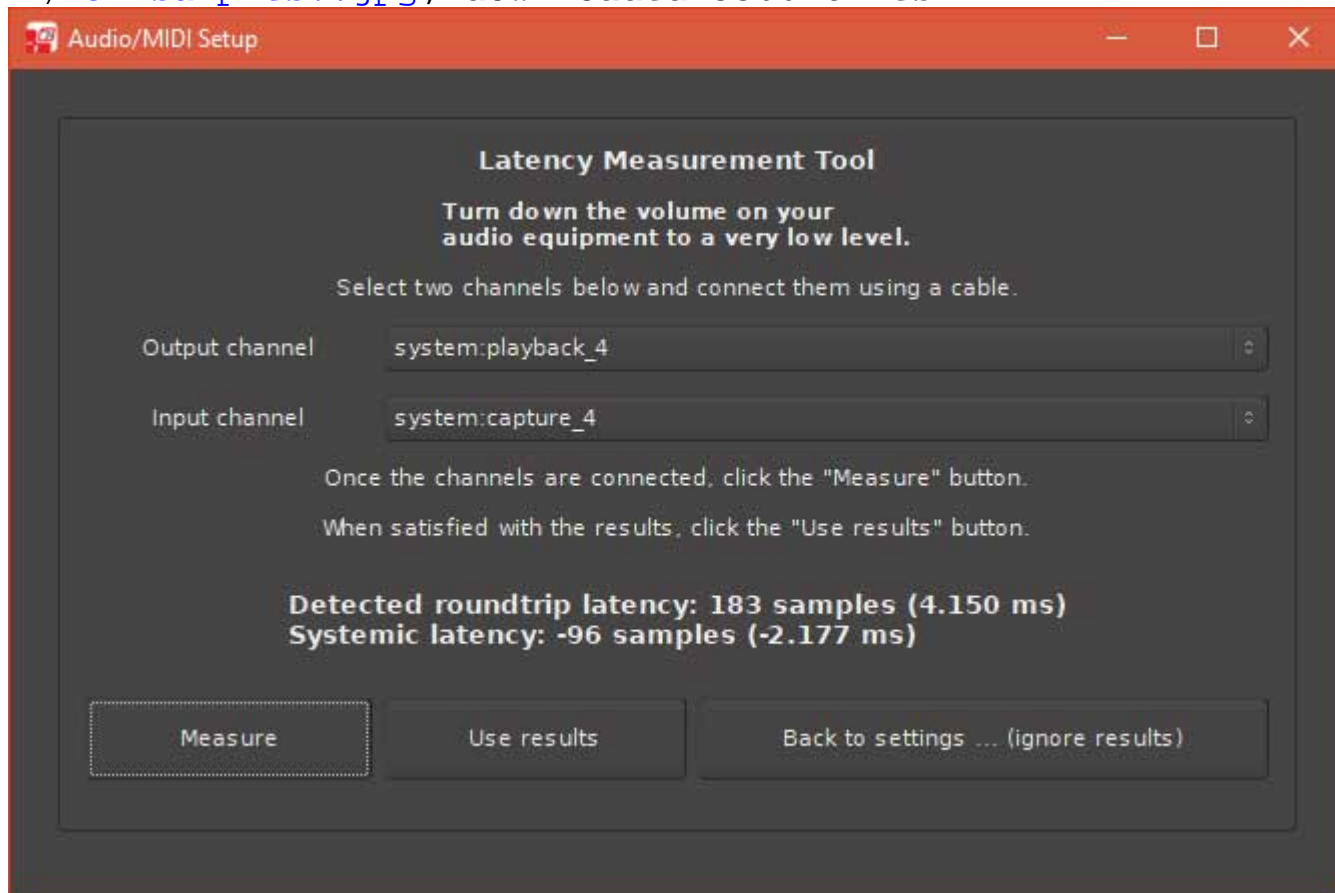 Audio/MIDI Setup
Latency Measurement Tool
Turn down the volume on your
audio equipment to a very low level.
Select two channels below and connect them using a cable.
Output channel system:playback_4
Input channel system:capture_4
Once the channels are connected, click the "Measure" button.
When satisfied with the results, click the "Use results" button.
Detected roundtrip latency: 183 samples (4.150 ms)
Systemic latency: -96 samples (-2.177 ms)
Measure Use results Back to settings ... (ignore results)